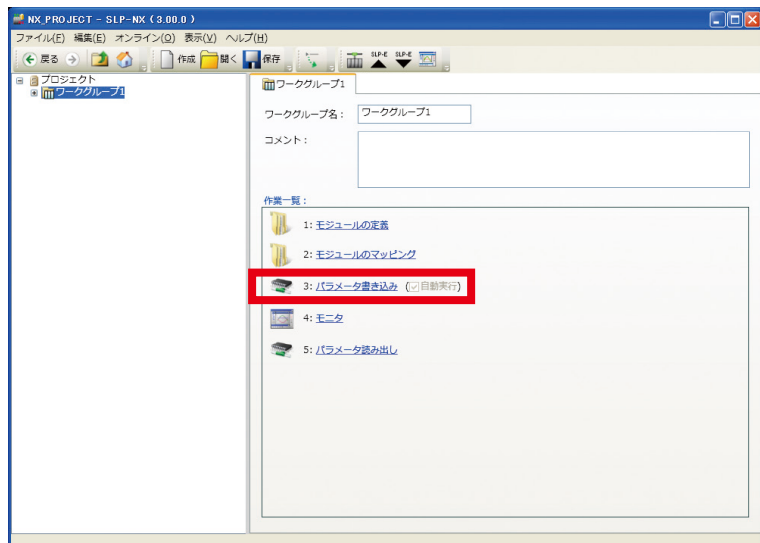 NX_PROJECT - SLP-NX ( 3.00.0 )
ファイル(F) 編集(E) オンライン(O) 表示(V) ヘルプ(H)
戻る 作成 開く 保存 SLP-E SLP-E
プロジェクト
ワークグループ1
ワークグループ1
ワークグループ名： ワークグループ1
コメント：
作業一覧：
1: モジュールの定義
2: モジュールのマッピング
3: パラメータ書き込み (自動実行)
4: モニタ
5: パラメータ読み出し